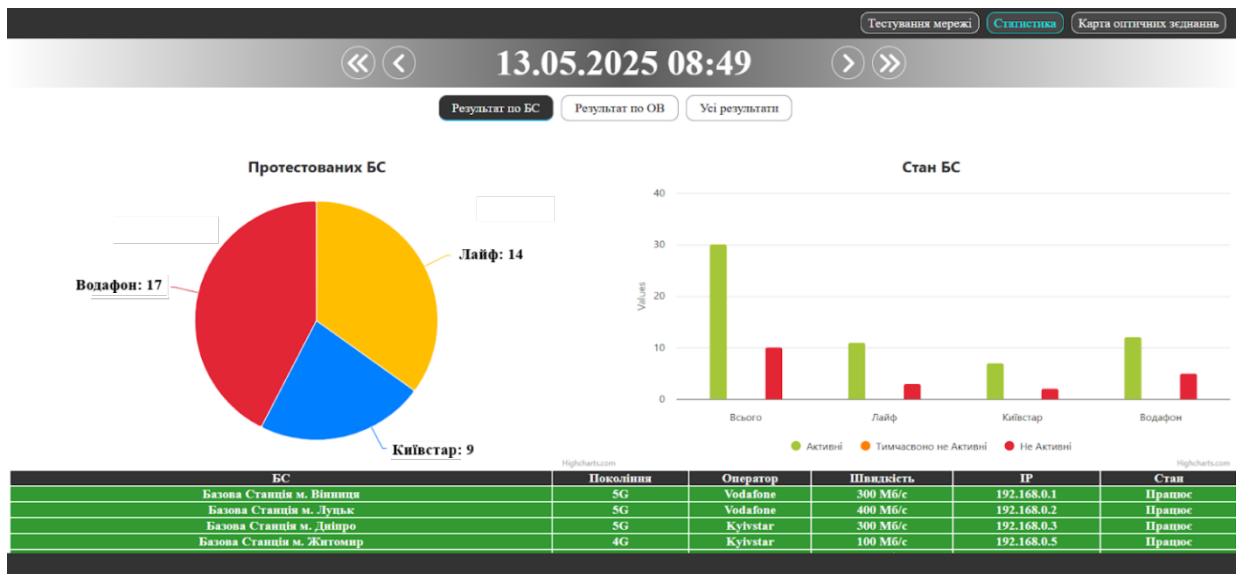 Тестування мережі Статистика Карта оптичних зєднаннь
13.05.2025 08:49
Результат по БС Результат по ОВ Усі результати
Протестованих БС
Лайф: 14
Водафон: 17
Київстар: 9
Highcharts.com
Стан БС
Values
40
30
20
10
0
Всього Лайф Київстар Водафон
Активні Тимчасвоно не Активні Не Активні
Highcharts.com
БС Покоління Оператор Швидкість IP Стан
Базова Станція м. Вінниця 5G Vodafone 300 Мб/с 192.168.0.1 Працює
Базова Станція м. Луцьк 5G Vodafone 400 Мб/с 192.168.0.2 Працює
Базова Станція м. Дніпро 5G Kyivstar 300 Мб/с 192.168.0.3 Працює
Базова Станція м. Житомир 4G Kyivstar 100 Мб/с 192.168.0.5 Працює